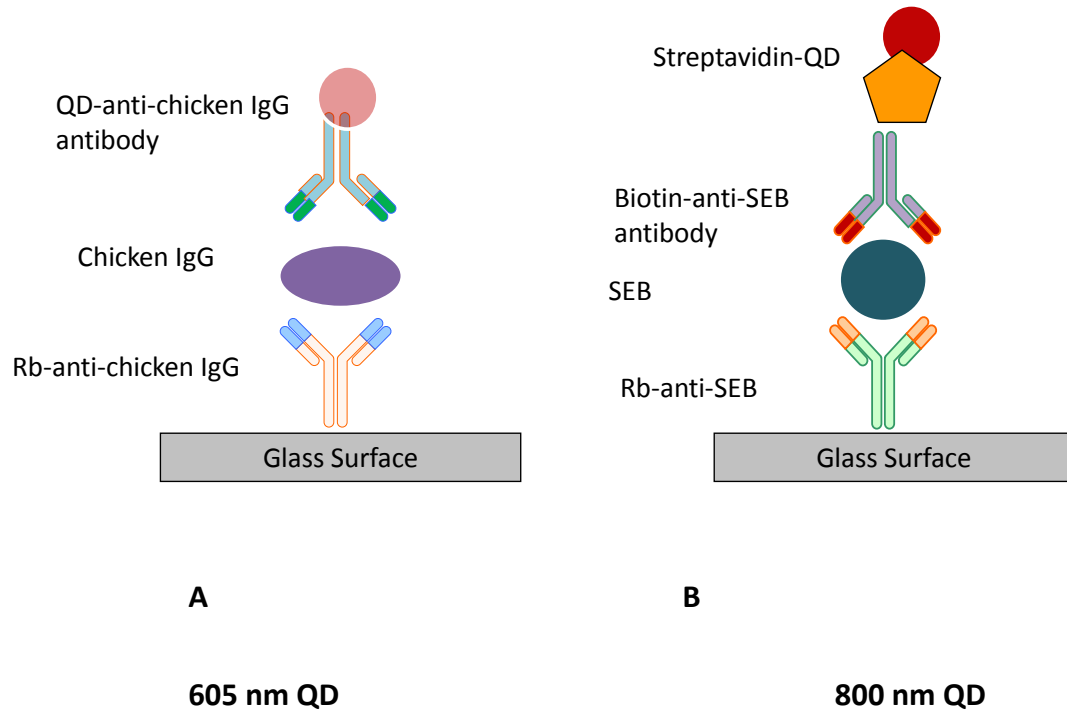 QD-anti-chicken IgG
antibody
Chicken IgG
Rb-anti-chicken IgG
Glass Surface
A
605 nm QD
Streptavidin-QD
Biotin-anti-SEB
antibody
SEB
Rb-anti-SEB
Glass Surface
B
800 nm QD